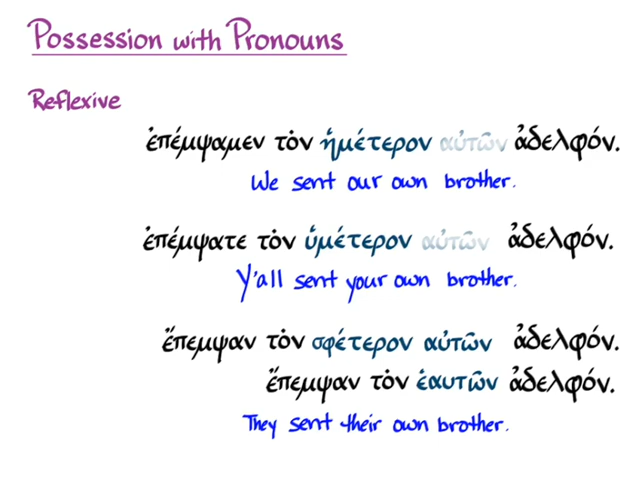 Possession with Pronouns
Reflexive
ἐπέμψαμεν τὸν ἡμέτερον αὐτῶν ἀδελφόν.
We sent our own brother.
ἐπέμψατε τὸν ὑμέτερον αὐτῶν ἀδελφόν.
Y'all sent your own brother.
ἔπεμψαν τὸν σφέτερον αὐτῶν ἀδελφόν.
ἔπεμψαν τὸν ἑαυτῶν ἀδελφόν.
They sent their own brother.